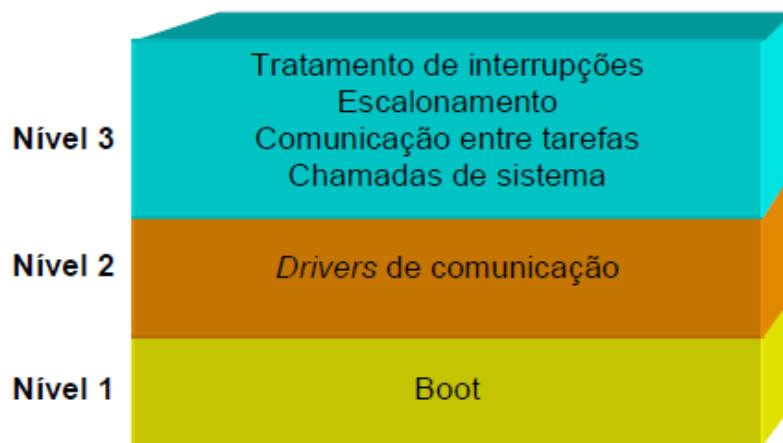 Nível 3
Tratamento de interrupções
Escalonamento
Comunicação entre tarefas
Chamadas de sistema
Nível 2
Drivers de comunicação
Nível 1
Boot